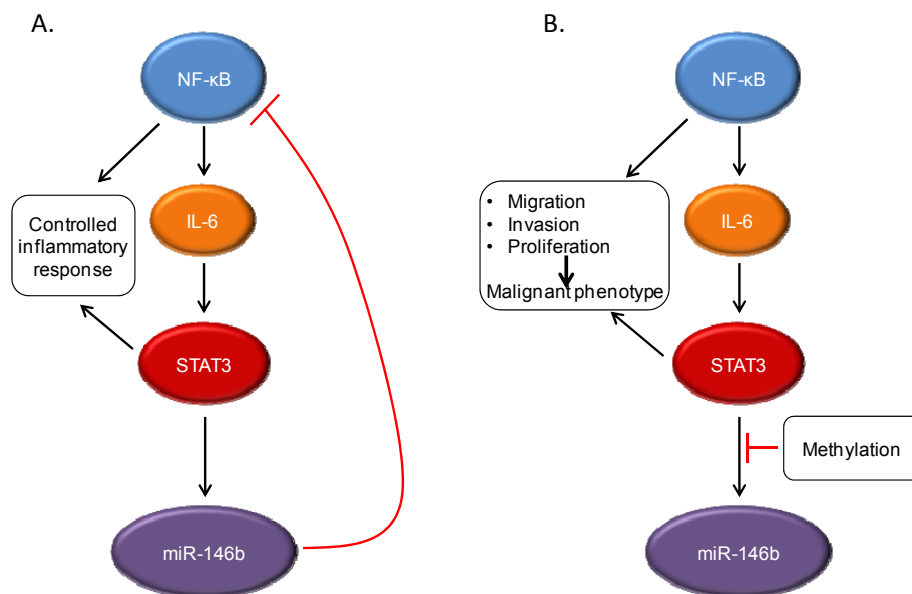 A.
NF-κB
IL-6
Controlled
inflammatory
response
STAT3
miR-146b
B.
NF-κB
• Migration
• Invasion
• Proliferation
Malignant phenotype
IL-6
STAT3
Methylation
miR-146b